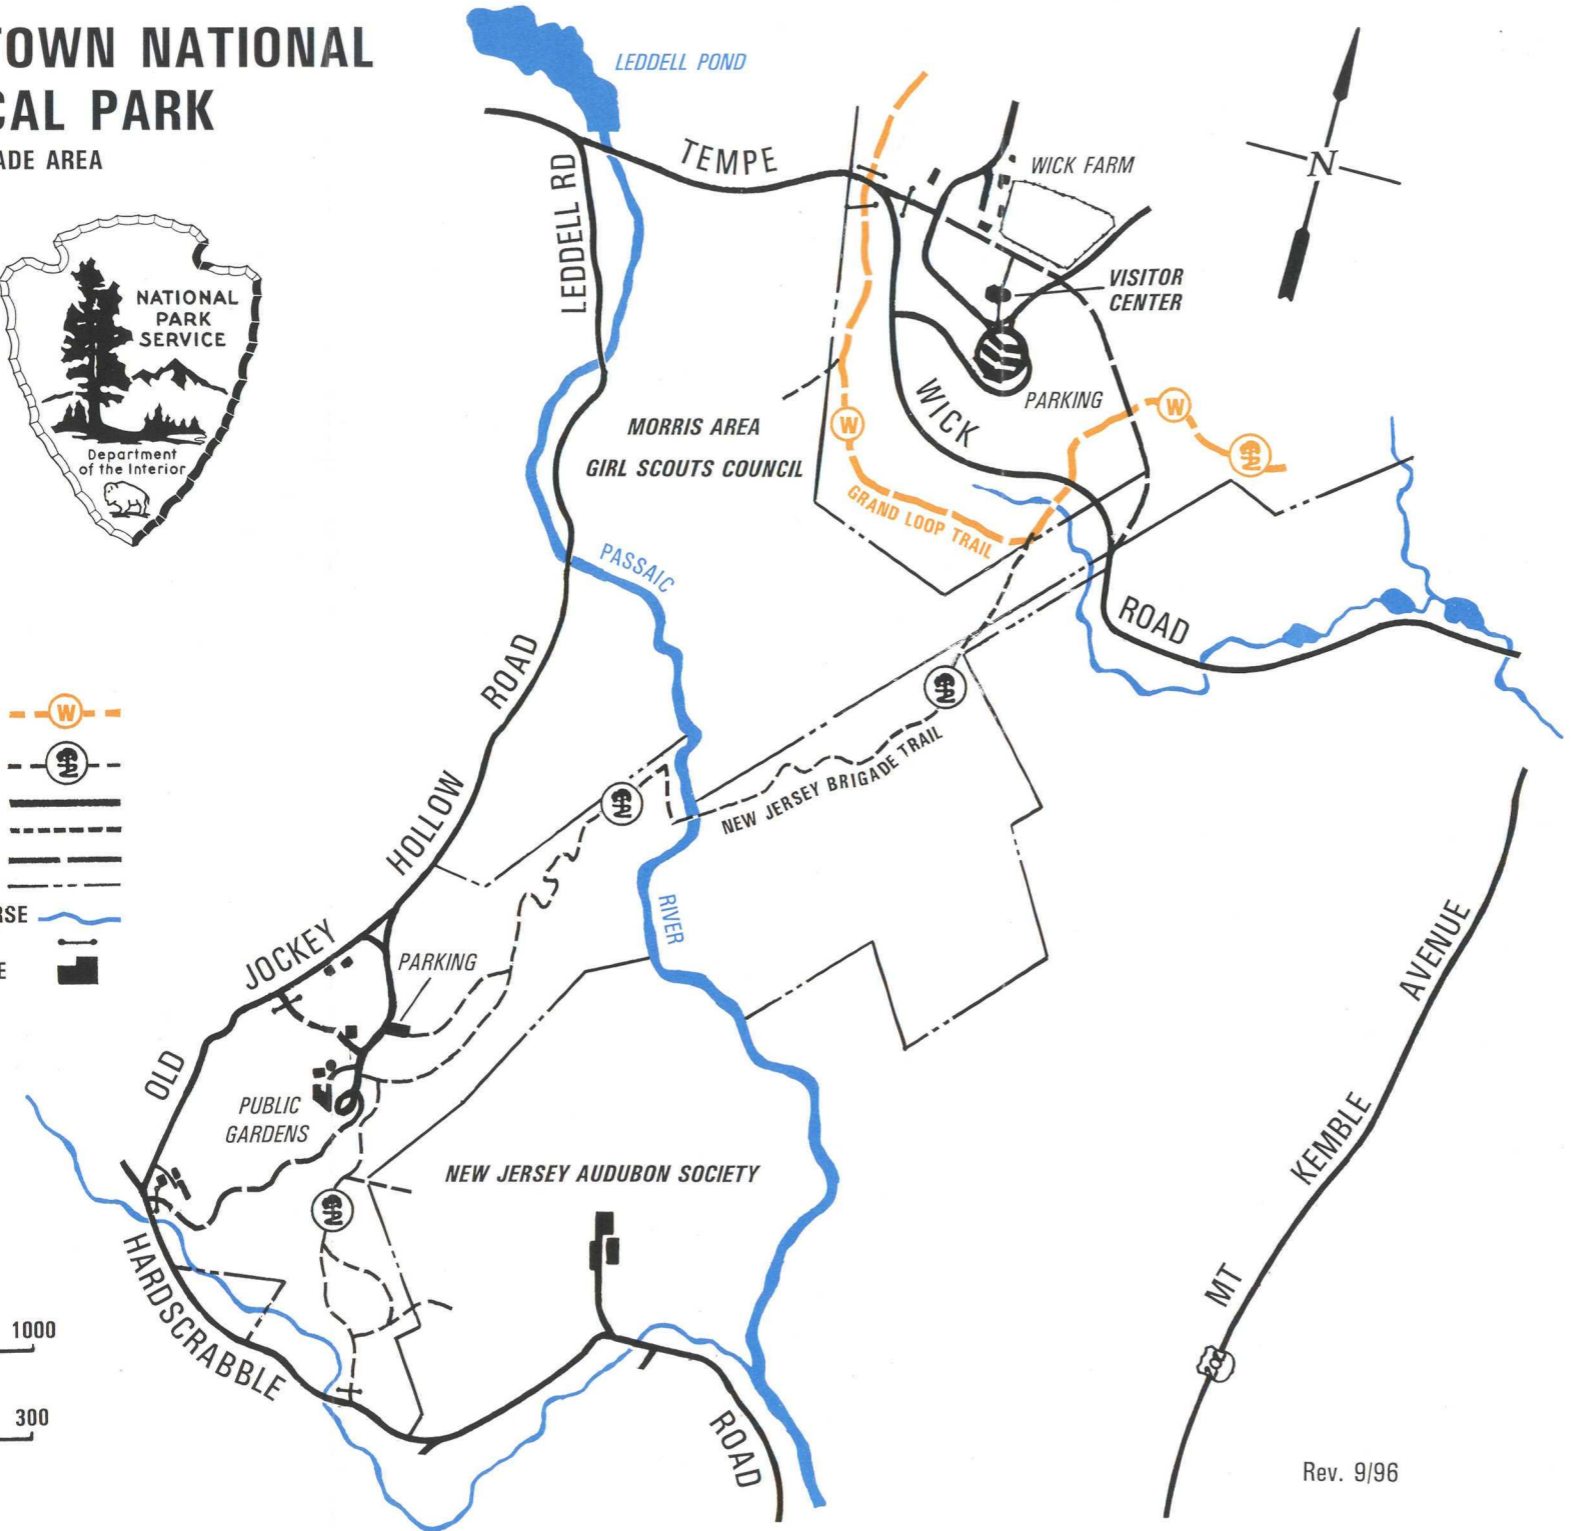 TOWN NATIONAL
CAL PARK
ADE AREA
NATIONAL
PARK
SERVICE
Department
of the Interior
LEDDELL POND
TEMPE
LEDDELL RD
WICK FARM
N
VISITOR
CENTER
PARKING
WICK
W
W
MORRIS AREA
GIRL SCOUTS COUNCIL
GRAND LOOP TRAIL
PASSAIC
ROAD
ROAD
W
NEW JERSEY BRIGADE TRAIL
HOLLOW
RIVER
RSE
E
JOCKEY
PARKING
AVENUE
OLD
PUBLIC
GARDENS
KEMBLE
NEW JERSEY AUDUBON SOCIETY
HARDSCRABBLE
MT
1000
202
300
ROAD
Rev. 9/96